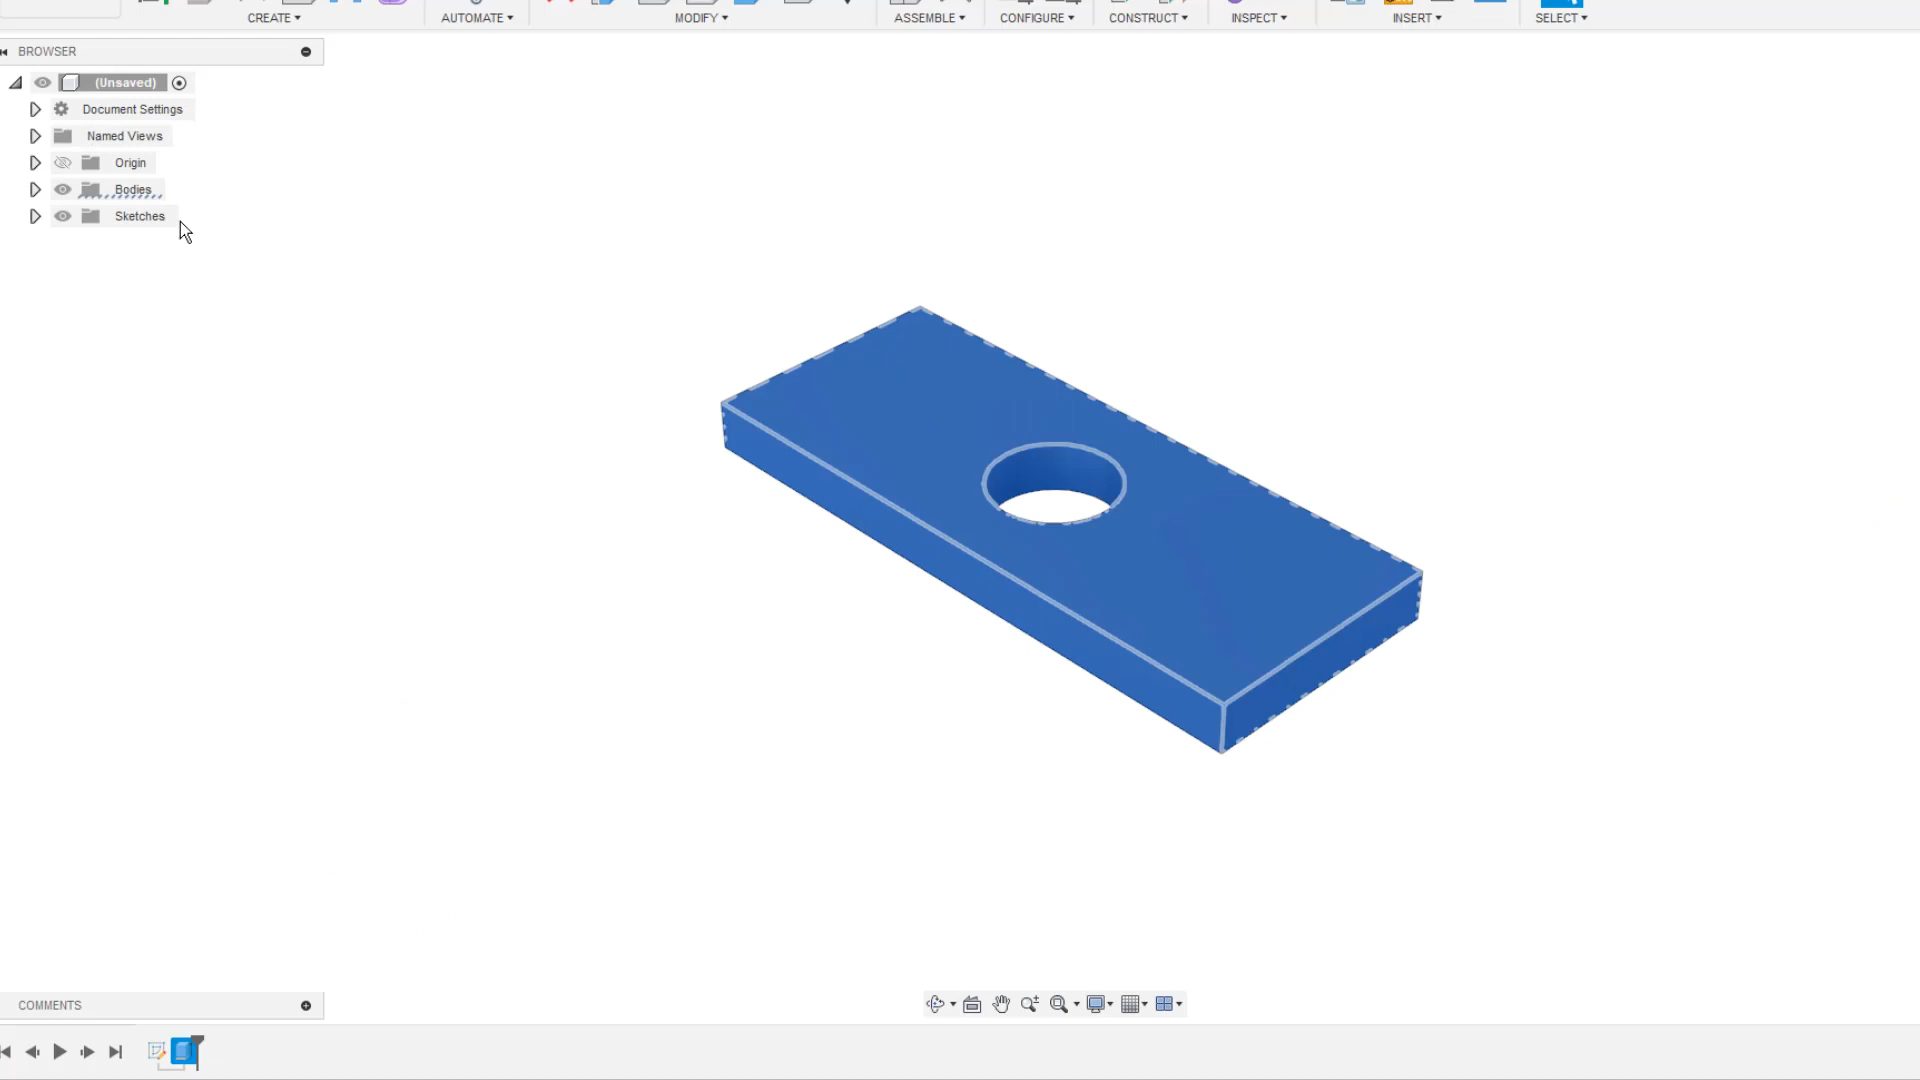 CREATE AUTOMATE MODIFY ASSEMBLE CONFIGURE CONSTRUCT INSPECT INSERT SELECT
BROWSER
(Unsaved)
Document Settings
Named Views
Origin
Bodies
Sketches
COMMENTS